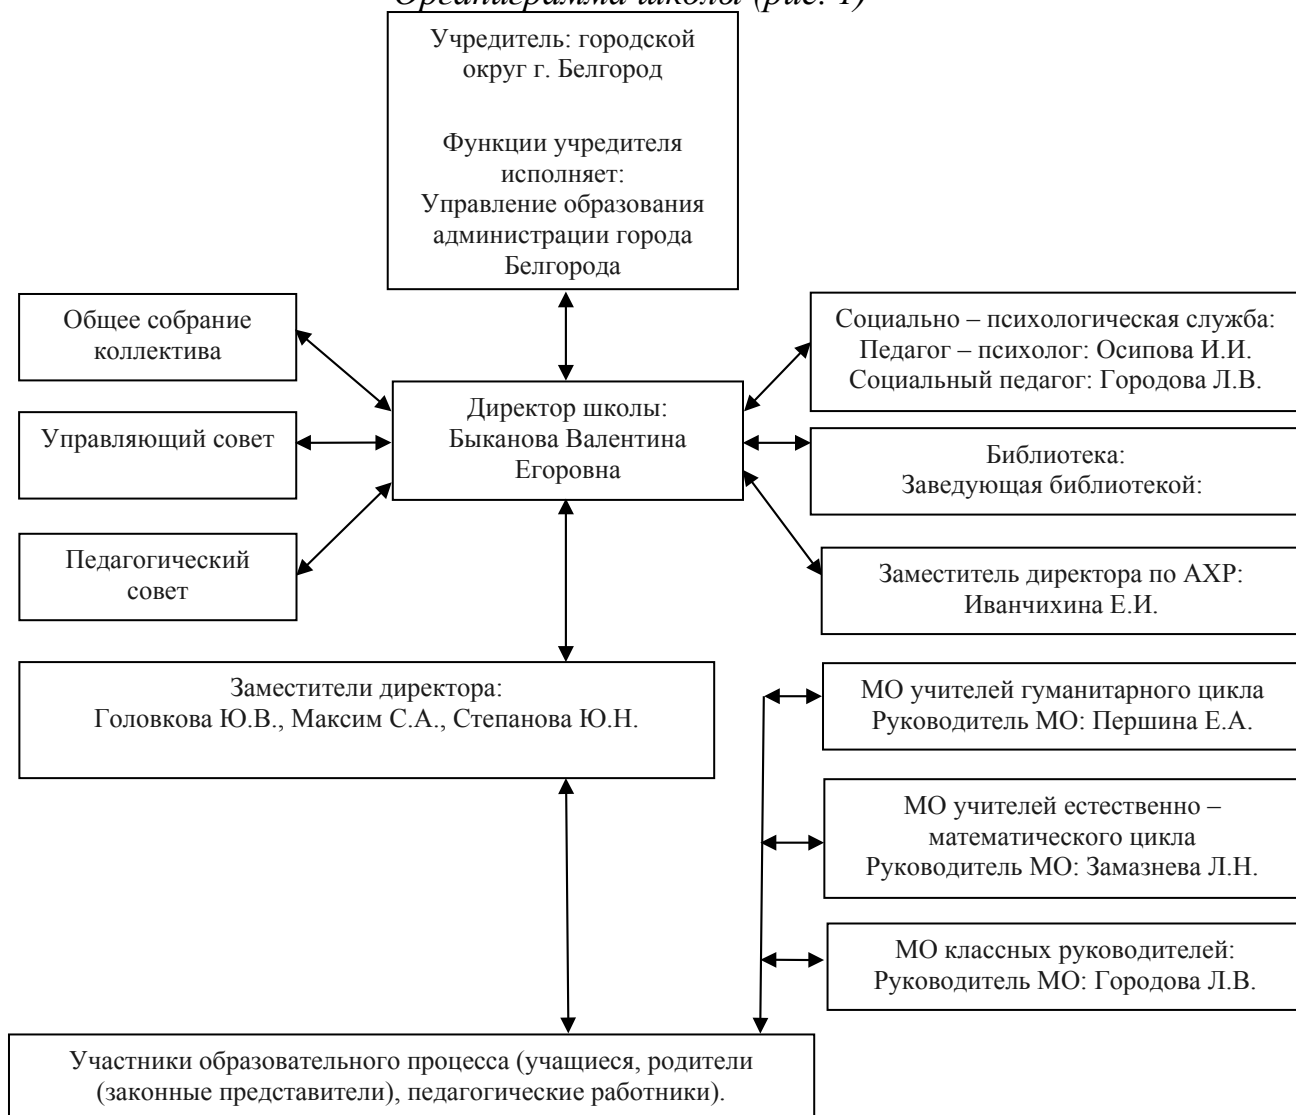 Органиграмма школы (рис. 1)
Учредитель: городской
округ г. Белгород
Функции учредителя
исполняет:
Управление образования
администрации города
Белгорода
Общее собрание
коллектива
Управляющий совет
Педагогический
совет
Директор школы:
Быканова Валентина
Егоровна
Социально – психологическая служба:
Педагог – психолог: Осипова И.И.
Социальный педагог: Городова Л.В.
Библиотека:
Заведующая библиотекой:
Заместитель директора по АХР:
Иванчихина Е.И.
Заместители директора:
Головкова Ю.В., Максим С.А., Степанова Ю.Н.
МО учителей гуманитарного цикла
Руководитель МО: Першина Е.А.
МО учителей естественно –
математического цикла
Руководитель МО: Замазнева Л.Н.
МО классных руководителей:
Руководитель МО: Городова Л.В.
Участники образовательного процесса (учащиеся, родители
(законные представители), педагогические работники).